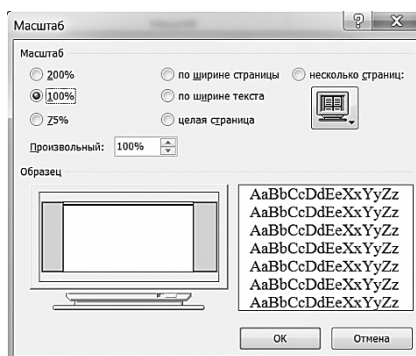 Масштаб
Масштаб
200%
по ширине страницы
несколько страниц:
100%
по ширине текста
75%
целая страница
Произвольный: 100%
Образец
AaBbCcDdEeXxYyZz
AaBbCcDdEeXxYyZz
AaBbCcDdEeXxYyZz
AaBbCcDdEeXxYyZz
AaBbCcDdEeXxYyZz
AaBbCcDdEeXxYyZz
AaBbCcDdEeXxYyZz
ОК
Отмена